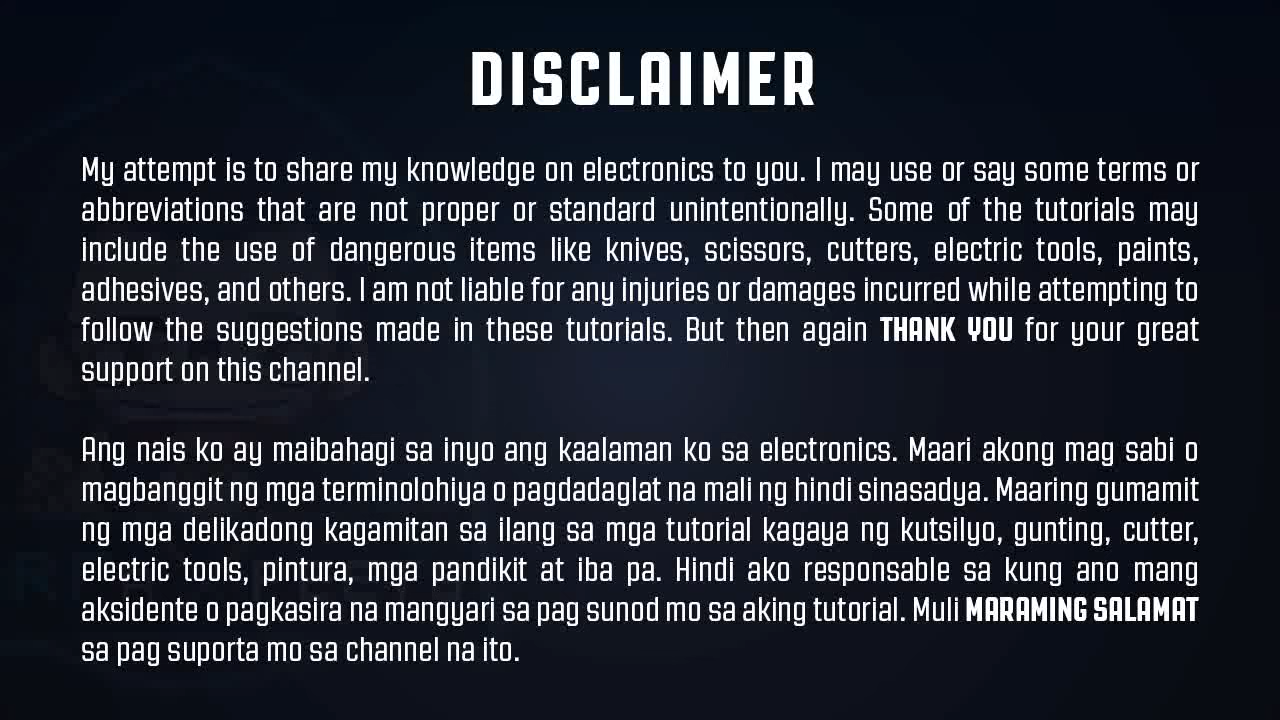 DISCLAIMER
My attempt is to share my knowledge on electronics to you. I may use or say some terms or
abbreviations that are not proper or standard unintentionally. Some of the tutorials may
include the use of dangerous items like knives, scissors, cutters, electric tools, paints,
adhesives, and others. I am not liable for any injuries or damages incurred while attempting to
follow the suggestions made in these tutorials. But then again THANK YOU for your great
support on this channel.
Ang nais ko ay maibahagi sa inyo ang kaalaman ko sa electronics. Maari akong mag sabi o
magbanggit ng mga terminolohiya o pagdadaglat na mali ng hindi sinasadya. Maaring gumamit
ng mga delikadong kagamitan sa ilang sa mga tutorial kagaya ng kutsilyo, gunting, cutter,
electric tools, pintura, mga pandikit at iba pa. Hindi ako responsable sa kung ano mang
aksidente o pagkasira na mangyari sa pag sunod mo sa aking tutorial. Muli MARAMING SALAMAT
sa pag suporta mo sa channel na ito.